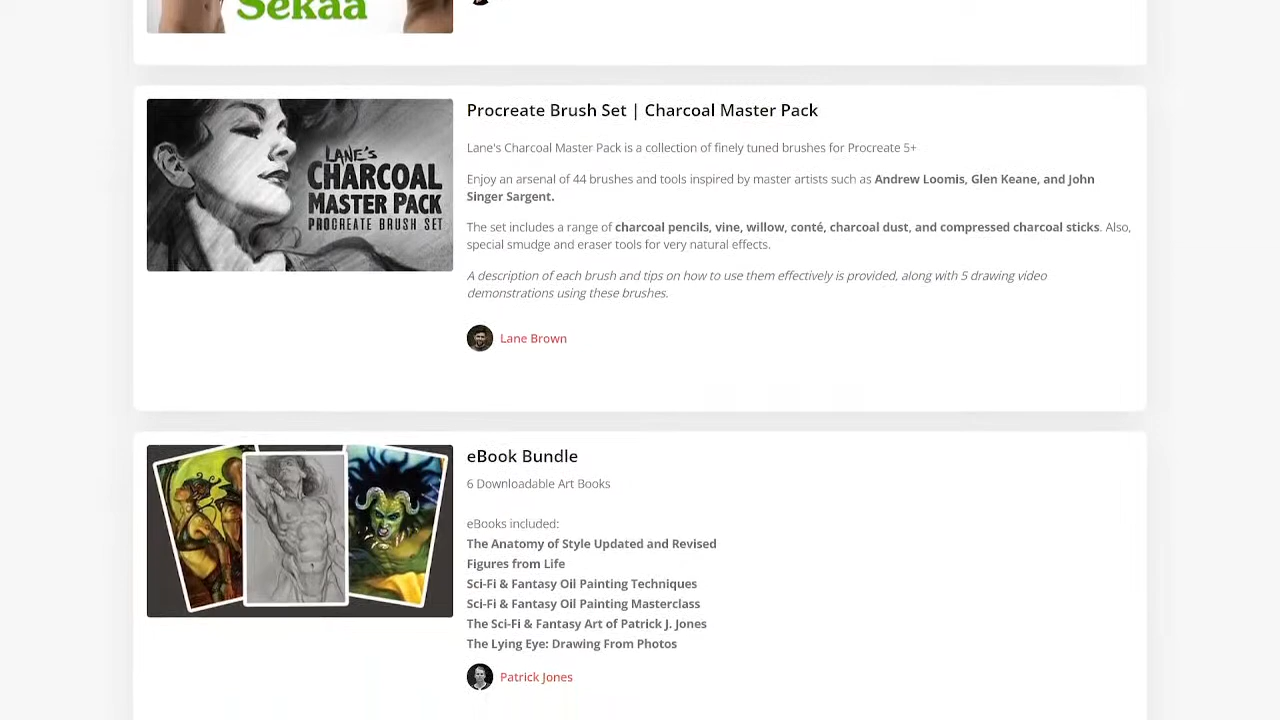 Sekaa
Procreate Brush Set | Charcoal Master Pack
LANE'S
CHARCOAL
MASTER PACK
PROCREATE BRUSH SET
Lane's Charcoal Master Pack is a collection of finely tuned brushes for Procreate 5+
Enjoy an arsenal of 44 brushes and tools inspired by master artists such as Andrew Loomis, Glen Keane, and John
Singer Sargent.
The set includes a range of charcoal pencils, vine, willow, conté, charcoal dust, and compressed charcoal sticks. Also,
special smudge and eraser tools for very natural effects.
A description of each brush and tips on how to use them effectively is provided, along with 5 drawing video
demonstrations using these brushes.
Lane Brown
eBook Bundle
6 Downloadable Art Books
eBooks included:
The Anatomy of Style Updated and Revised
Figures from Life
Sci-Fi & Fantasy Oil Painting Techniques
Sci-Fi & Fantasy Oil Painting Masterclass
The Sci-Fi & Fantasy Art of Patrick J. Jones
The Lying Eye: Drawing From Photos
Patrick Jones